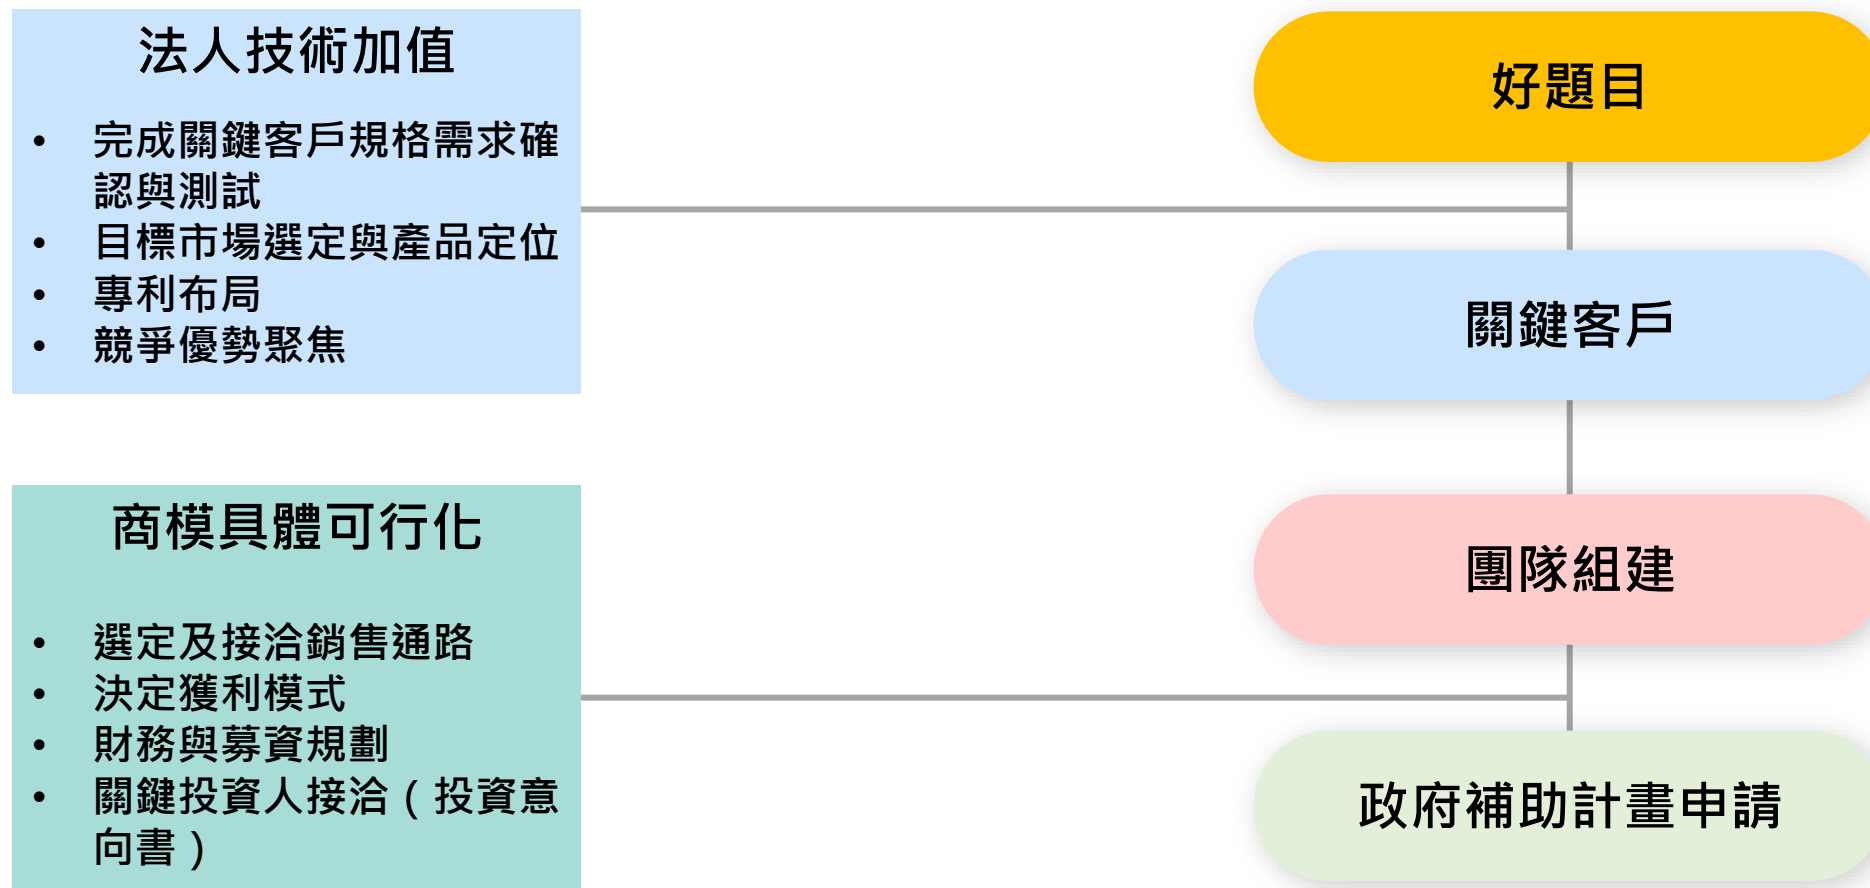 法人技術加值
• 完成關鍵客戶規格需求確
認與測試
• 目標市場選定與產品定位
• 專利布局
• 競爭優勢聚焦
商模具體可行化
• 選定及接洽銷售通路
• 決定獲利模式
• 財務與募資規劃
• 關鍵投資人接洽（投資意
向書）
好題目
關鍵客戶
團隊組建
政府補助計畫申請